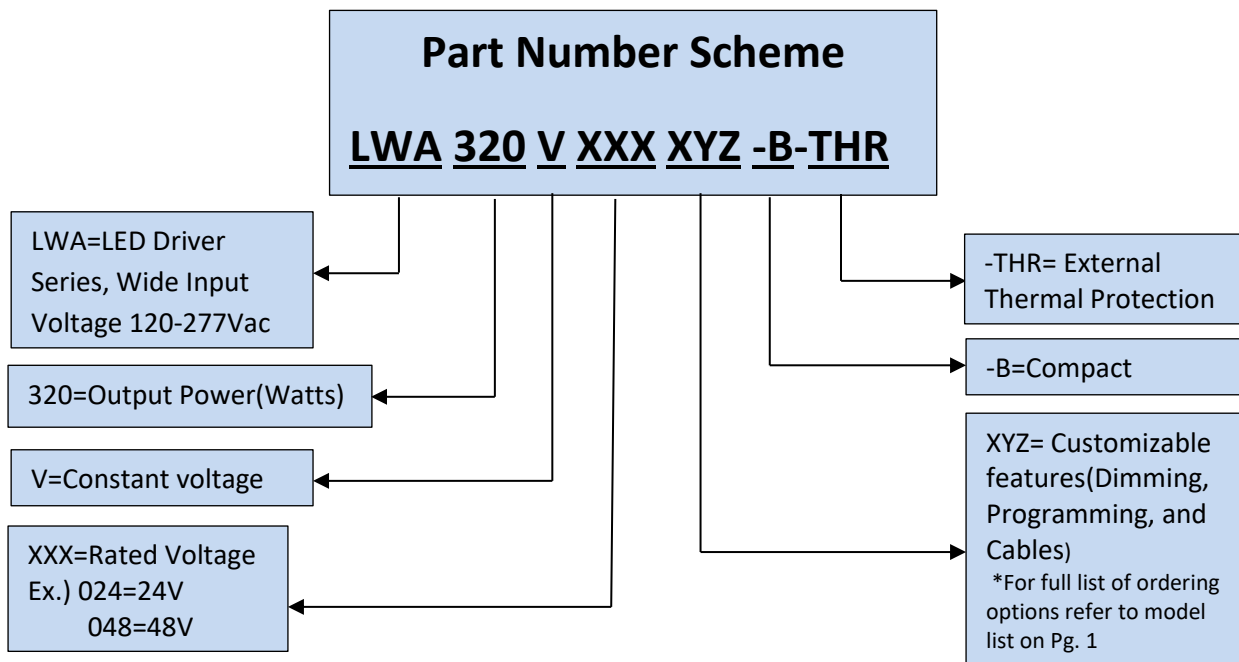 Part Number Scheme
LWA 320 V XXX XYZ -B-THR
LWA=LED Driver
Series, Wide Input
Voltage 120-277Vac
320=Output Power(Watts)
V=Constant voltage
XXX=Rated Voltage
Ex.) 024=24V
048=48V
-THR= External
Thermal Protection
-B=Compact
XYZ= Customizable
features(Dimming,
Programming, and
Cables)
*For full list of ordering
options refer to model
list on Pg. 1